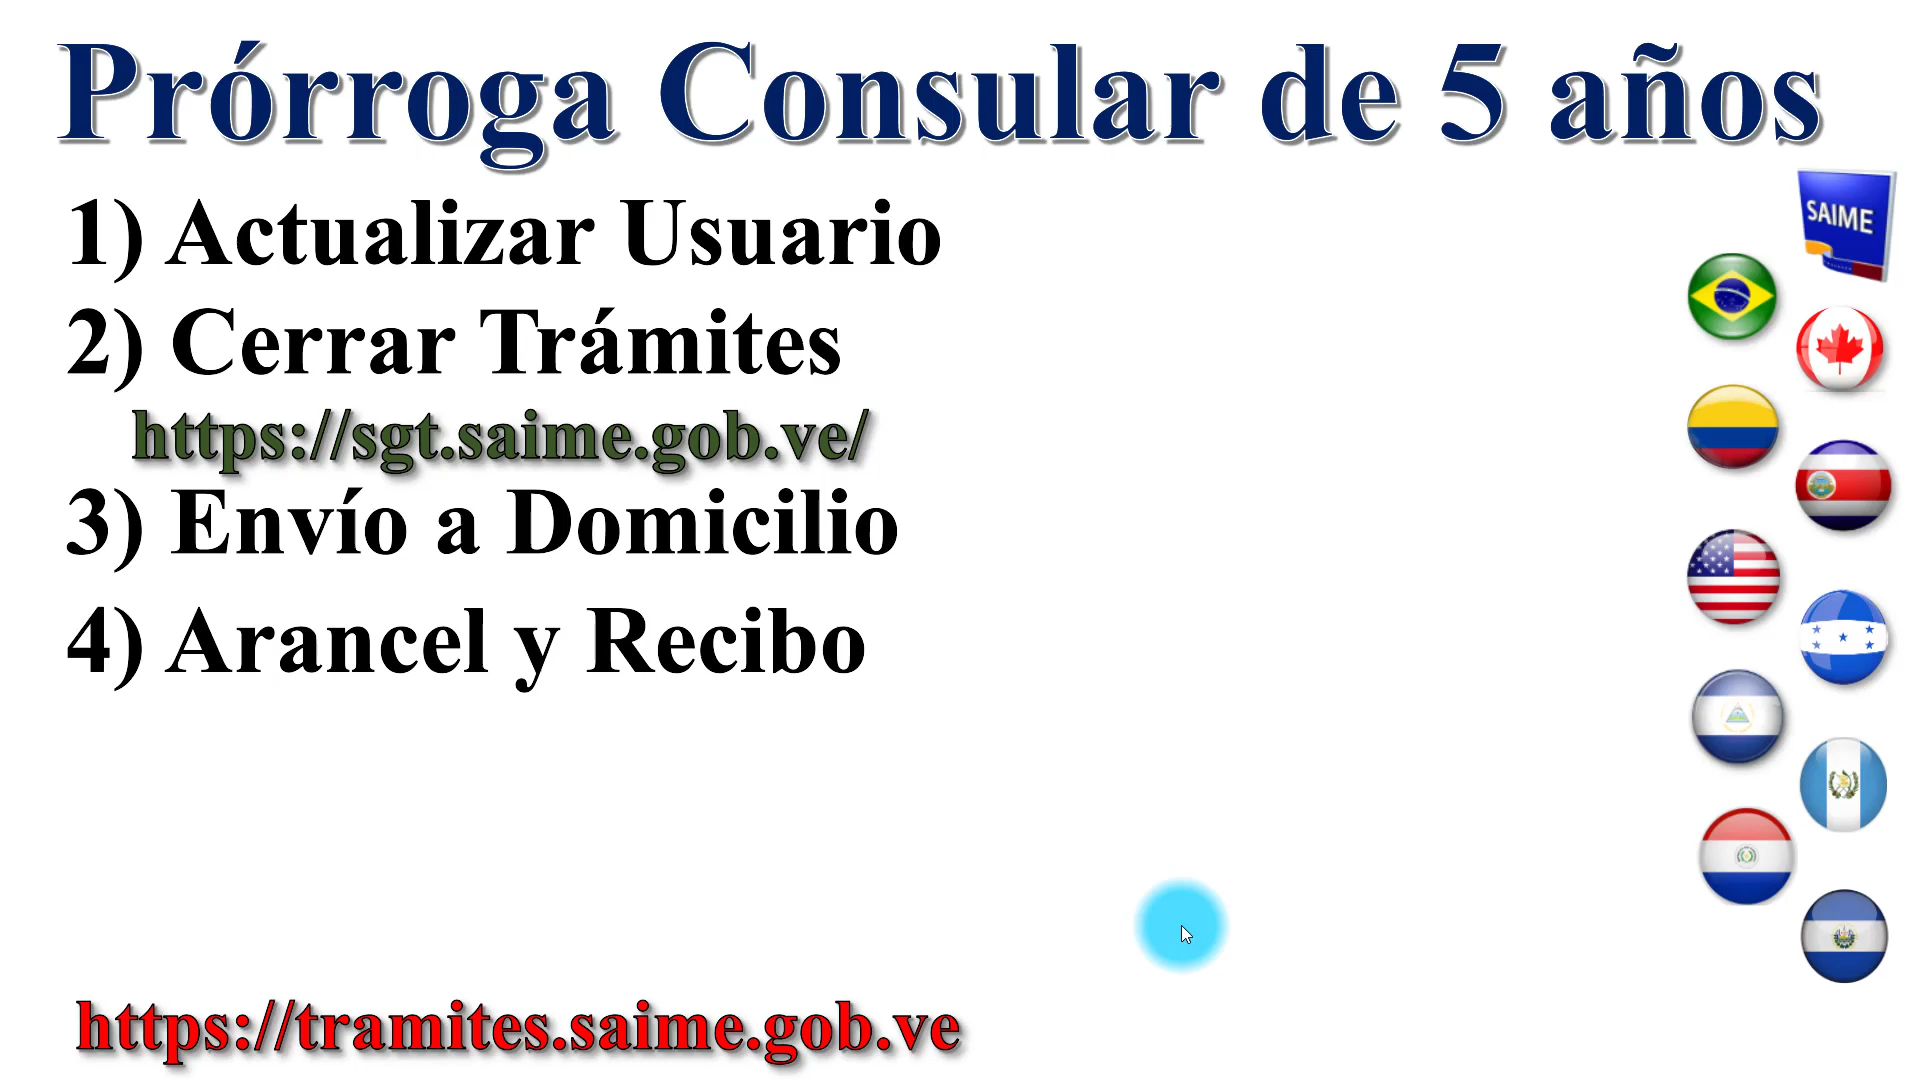 Prórroga Consular de 5 años
SAIME
1) Actualizar Usuario
2) Cerrar Trámites
https://sgt.saime.gob.ve/
3) Envío a Domicilio
4) Arancel y Recibo
https://tramites.saime.gob.ve